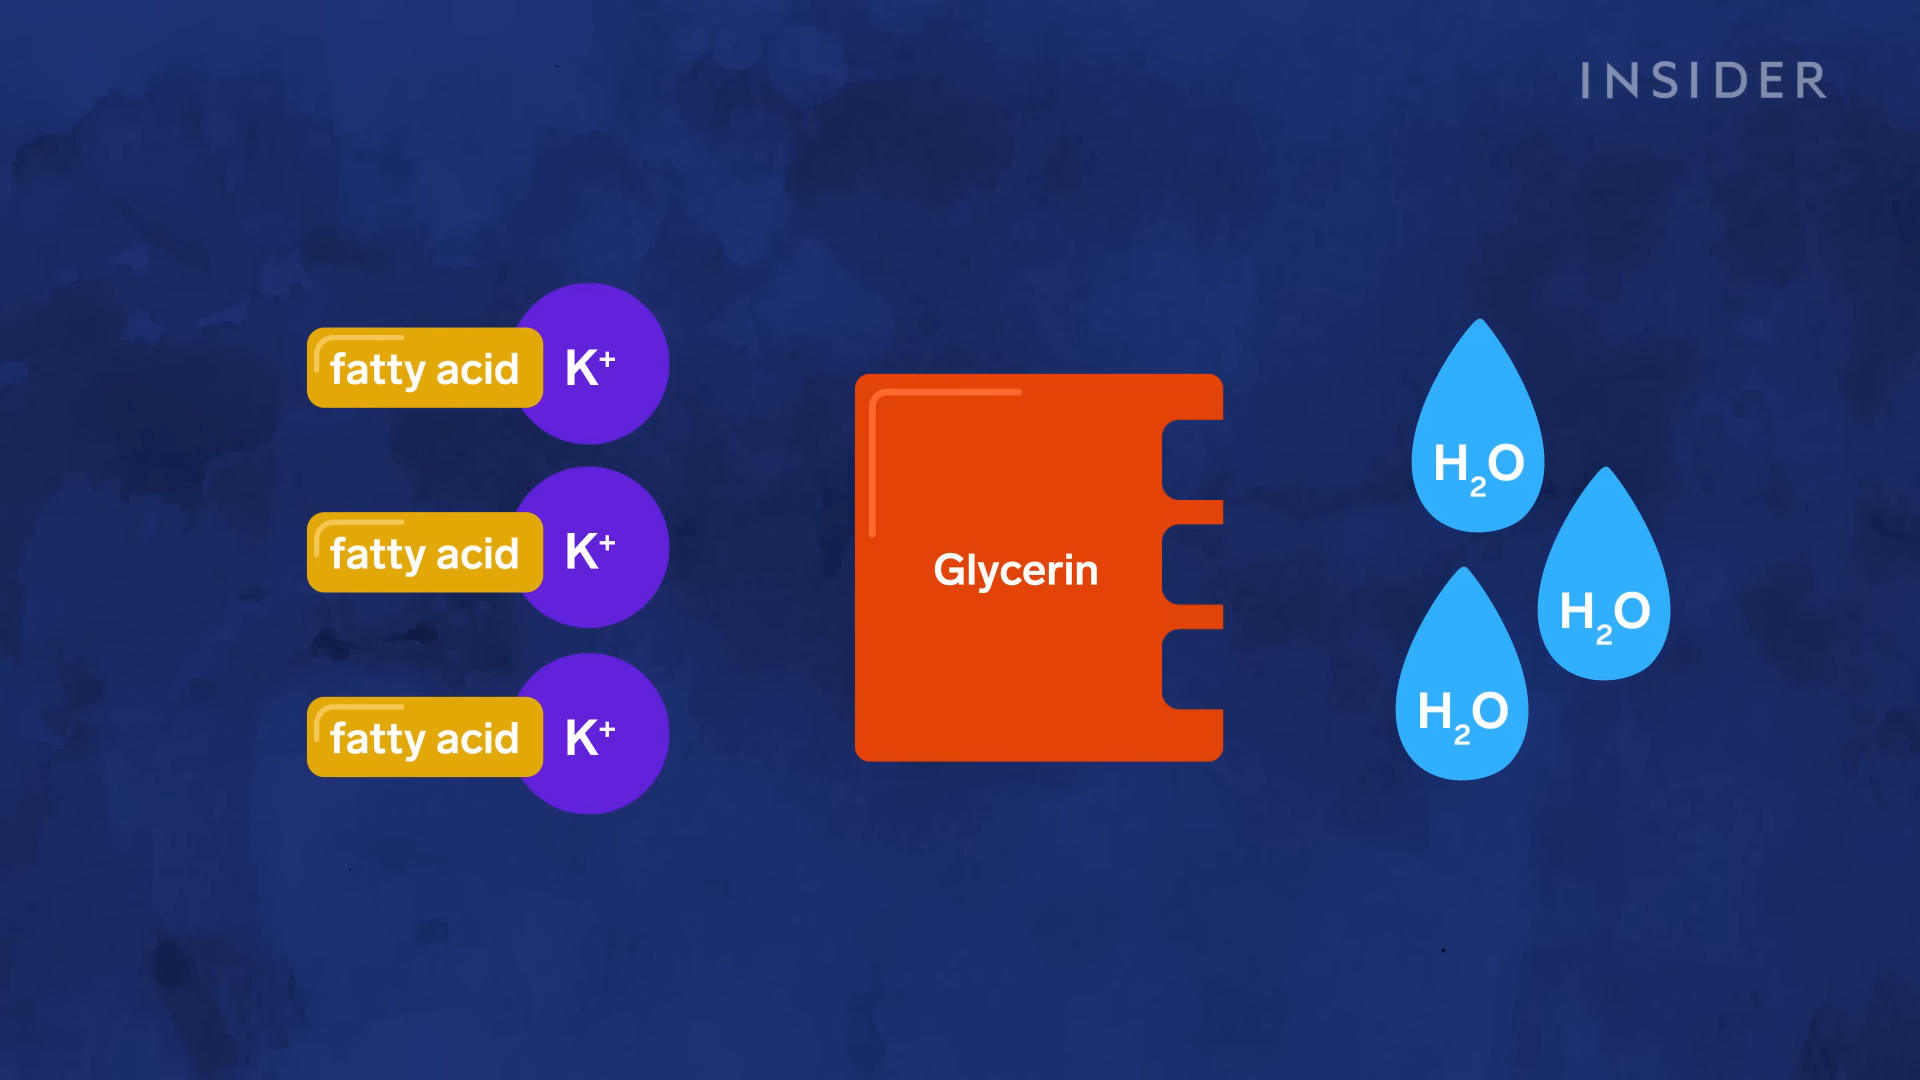 INSIDER
fatty acid K⁺
fatty acid K⁺
fatty acid K⁺
Glycerin
H₂O
H₂O
H₂O